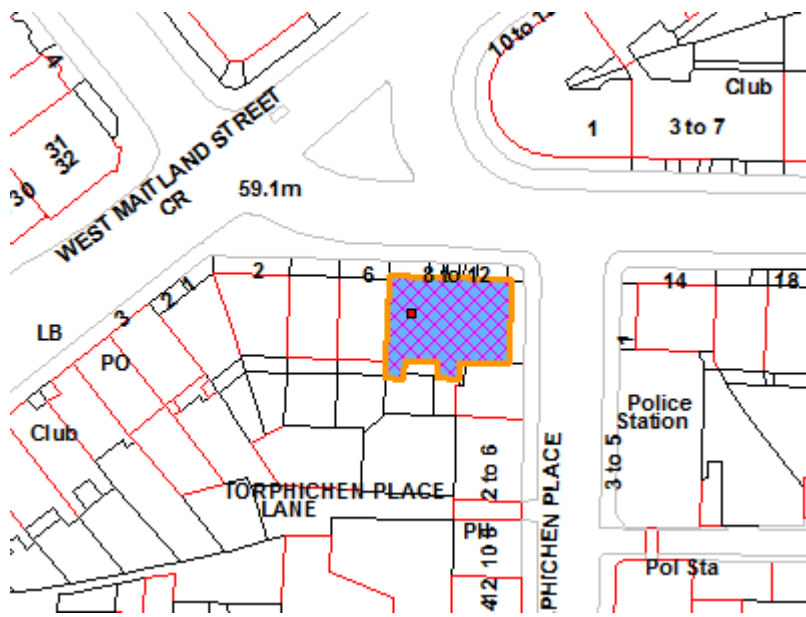 10 to 1
4
Club
1
3 to 7
31
32
30
WEST MAITLAND STREET
CR
59.1m
2
6
8 to 12
14
18
1
2
1
3
LB
PO
Club
Police
Station
3 to 5
2 to 6
TORPHICHEN PLACE
LANE
PHICHEN PLACE
PH
8
10
12
4
Pol Sta